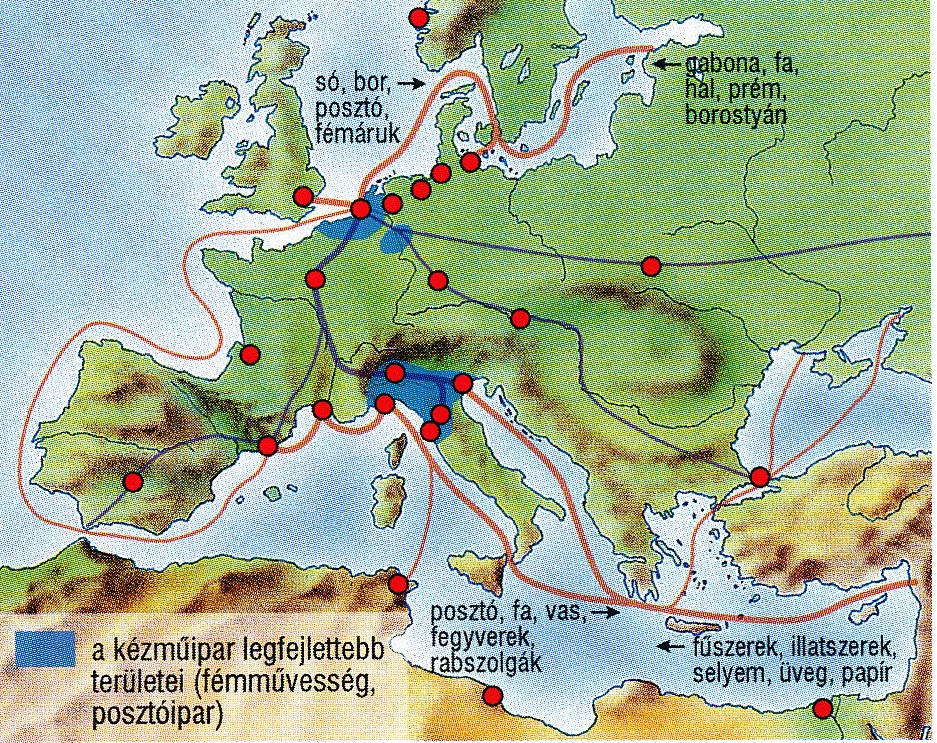 só, bor, →
posztó,
fémáruk
← gabona, fa,
hal, prém,
borostyán
posztó, fa, vas, →
fegyverek,
rabszolgák
← fűszerek, illatszerek,
selyem, üveg, papír
a kézműipar legfejlettebb
területei (fémművesség,
posztóipar)